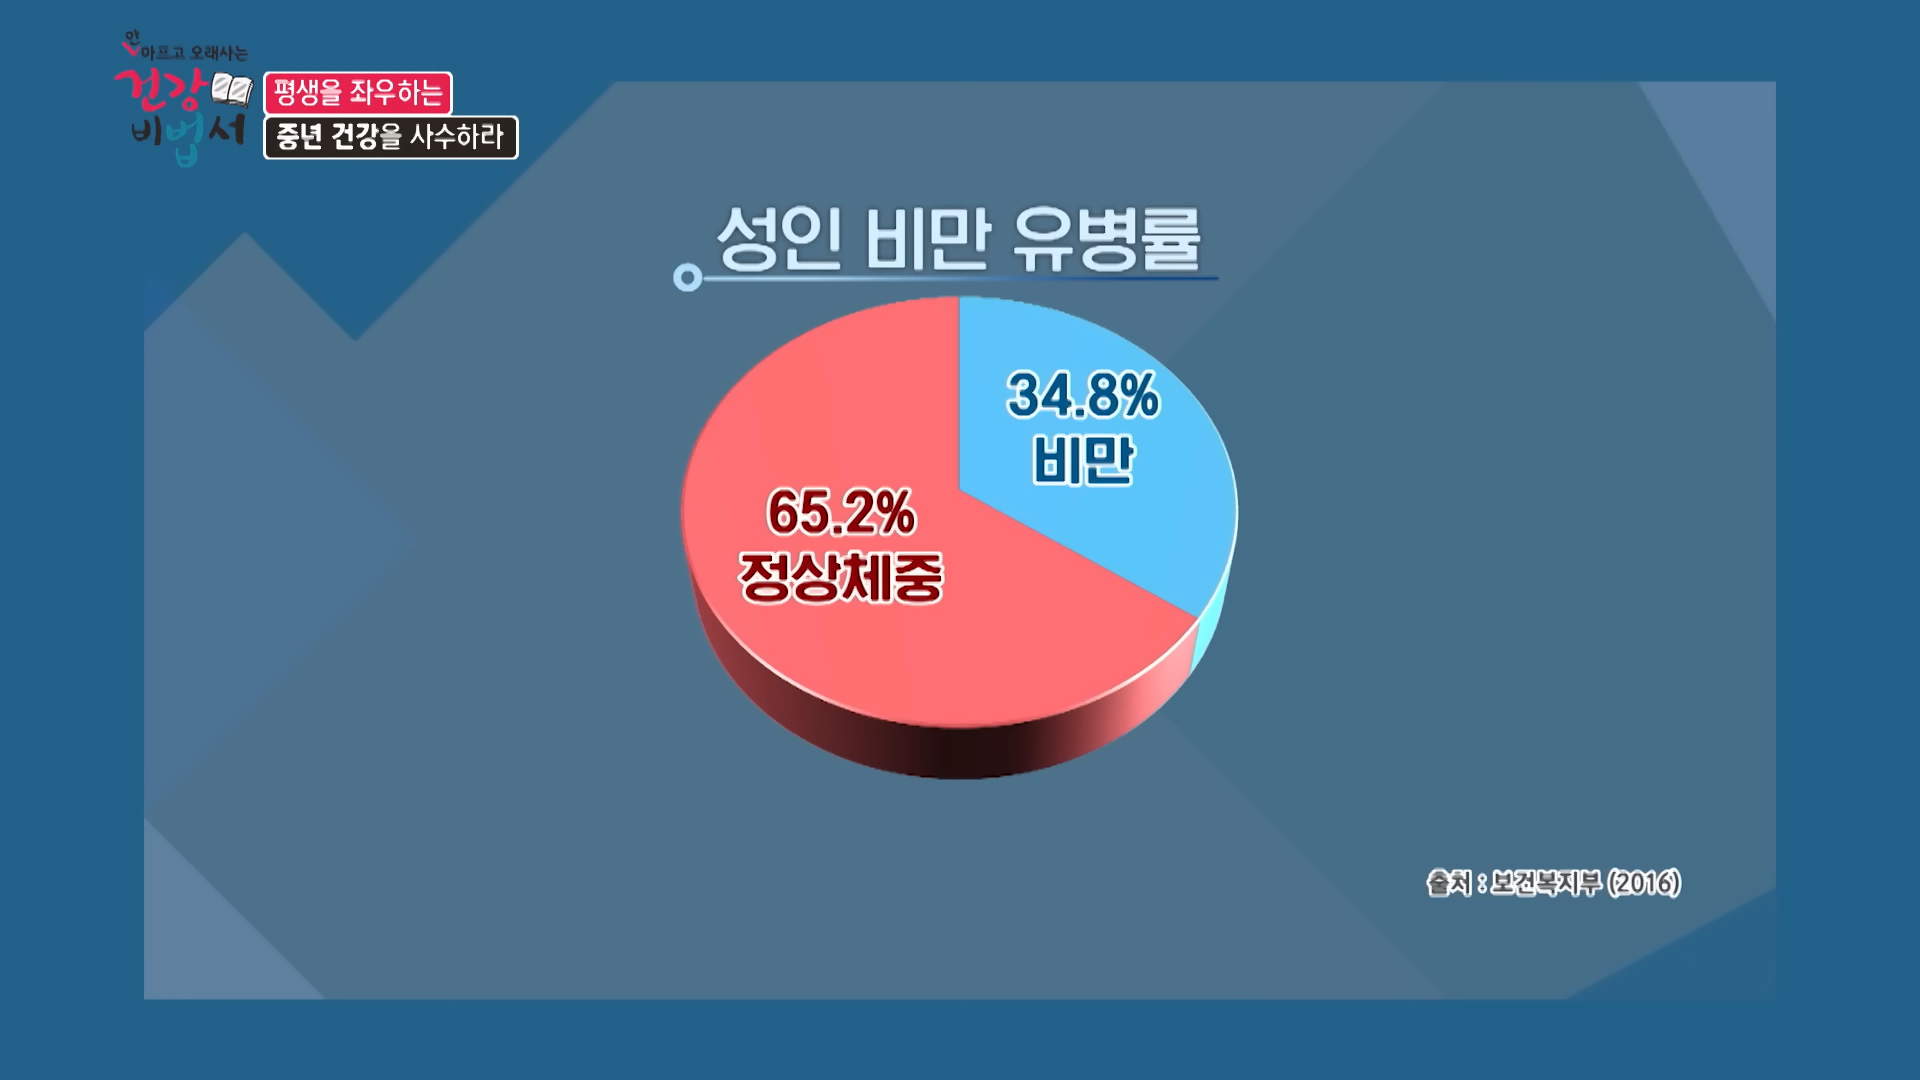 안
아프고 오래사는
건강
비법서
평생을 좌우하는
중년 건강을 사수하라
성인 비만 유병률
34.8%
비만
65.2%
정상체중
출처 : 보건복지부 (2016)